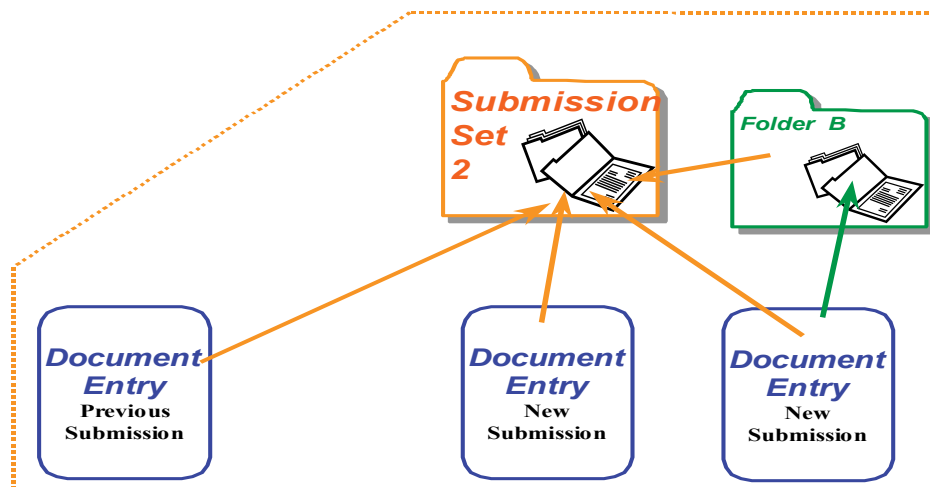 Submission
Set
2
Folder B
Document
Entry
Previous
Submission
Document
Entry
New
Submission
Document
Entry
New
Submission